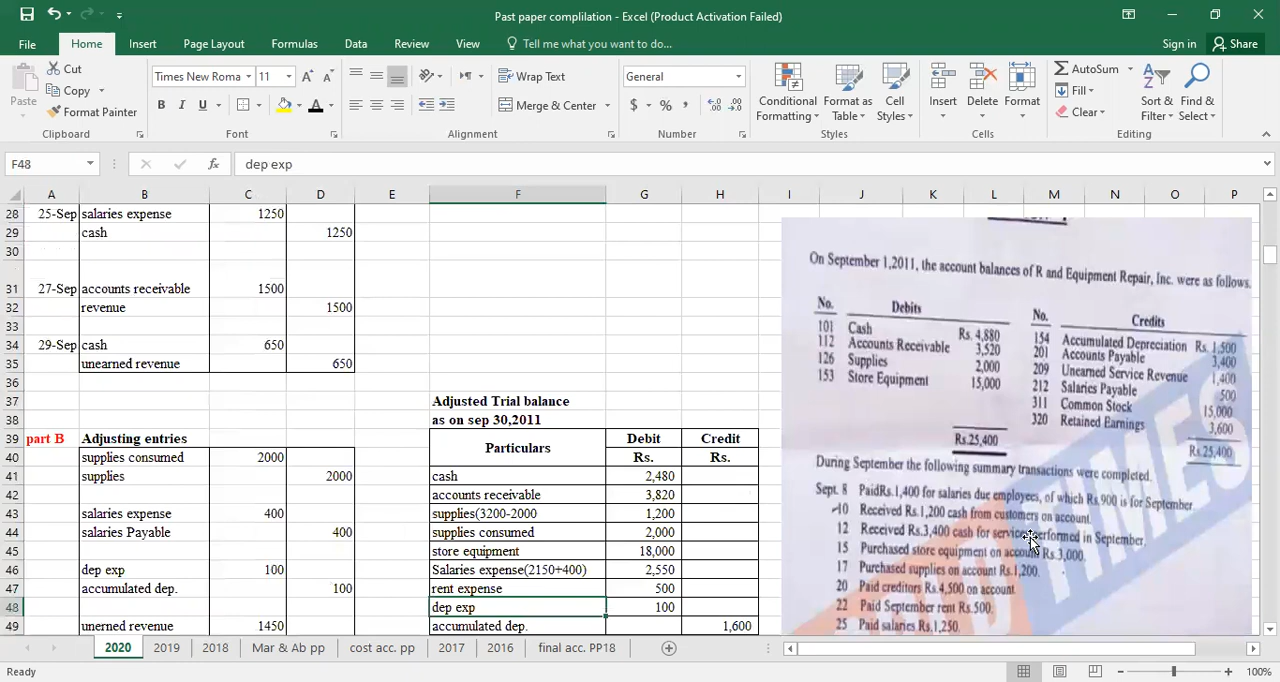 Past paper complilation - Excel (Product Activation Failed)
File Home Insert Page Layout Formulas Data Review View Tell me what you want to do... Sign in Share
Cut
Copy
Format Painter
Paste
Times New Roma 11
B I U A
Wrap Text
Merge & Center
General
$ % ,
Conditional Formatting
Format as Table
Cell Styles
Insert Delete Format
AutoSum
Fill
Clear
Sort & Filter
Find & Select
Clipboard Font Alignment Number Styles Cells Editing
F48 fx dep exp
A B C D E F G H I J K L M N O P
28 25-Sep salaries expense 1250
29 cash 1250
30
31 27-Sep accounts receivable 1500
32 revenue 1500
33
34 29-Sep cash 650
35 unearned revenue 650
36
37 Adjusted Trial balance
38 as on sep 30,2011
39 part B Adjusting entries Particulars Debit Credit
40 supplies consumed 2000 Rs. Rs.
41 supplies 2000 cash 2,480
42 accounts receivable 3,820
43 salaries expense 400 supplies(3200-2000 1,200
44 salaries Payable 400 supplies consumed 2,000
45 store equipment 18,000
46 dep exp 100 Salaries expense(2150+400) 2,550
47 accumulated dep. 100 rent expense 500
48 dep exp 100
49 unerned revenue 1450 accumulated dep. 1,600
On September 1,2011, the account balances of R and Equipment Repair, Inc. were as follows.
No. Debits No. Credits
101 Cash Rs. 4,880 154 Accumulated Depreciation Rs. 1,500
112 Accounts Receivable 3,520 201 Accounts Payable 3,400
126 Supplies 2,000 209 Unearned Service Revenue 1,400
153 Store Equipment 15,000 212 Salaries Payable 500
311 Common Stock 15,000
320 Retained Earnings 3,600
Rs.25,400 Rs.25,400
During September the following summary transactions were completed.
Sept. 8 PaidRs.1,400 for salaries due employees, of which Rs.900 is for September
10 Received Rs.1,200 cash from customers on account.
12 Received Rs.3,400 cash for service performed in September.
15 Purchased store equipment on account Rs.3,000.
17 Purchased supplies on account Rs.1,200.
20 Paid creditors Rs.4,500 on account.
22 Paid September rent Rs.500.
25 Paid salaries Rs.1,250.
TIMES
2020 2019 2018 Mar & Ab pp cost acc. pp 2017 2016 final acc. PP18
Ready 100%